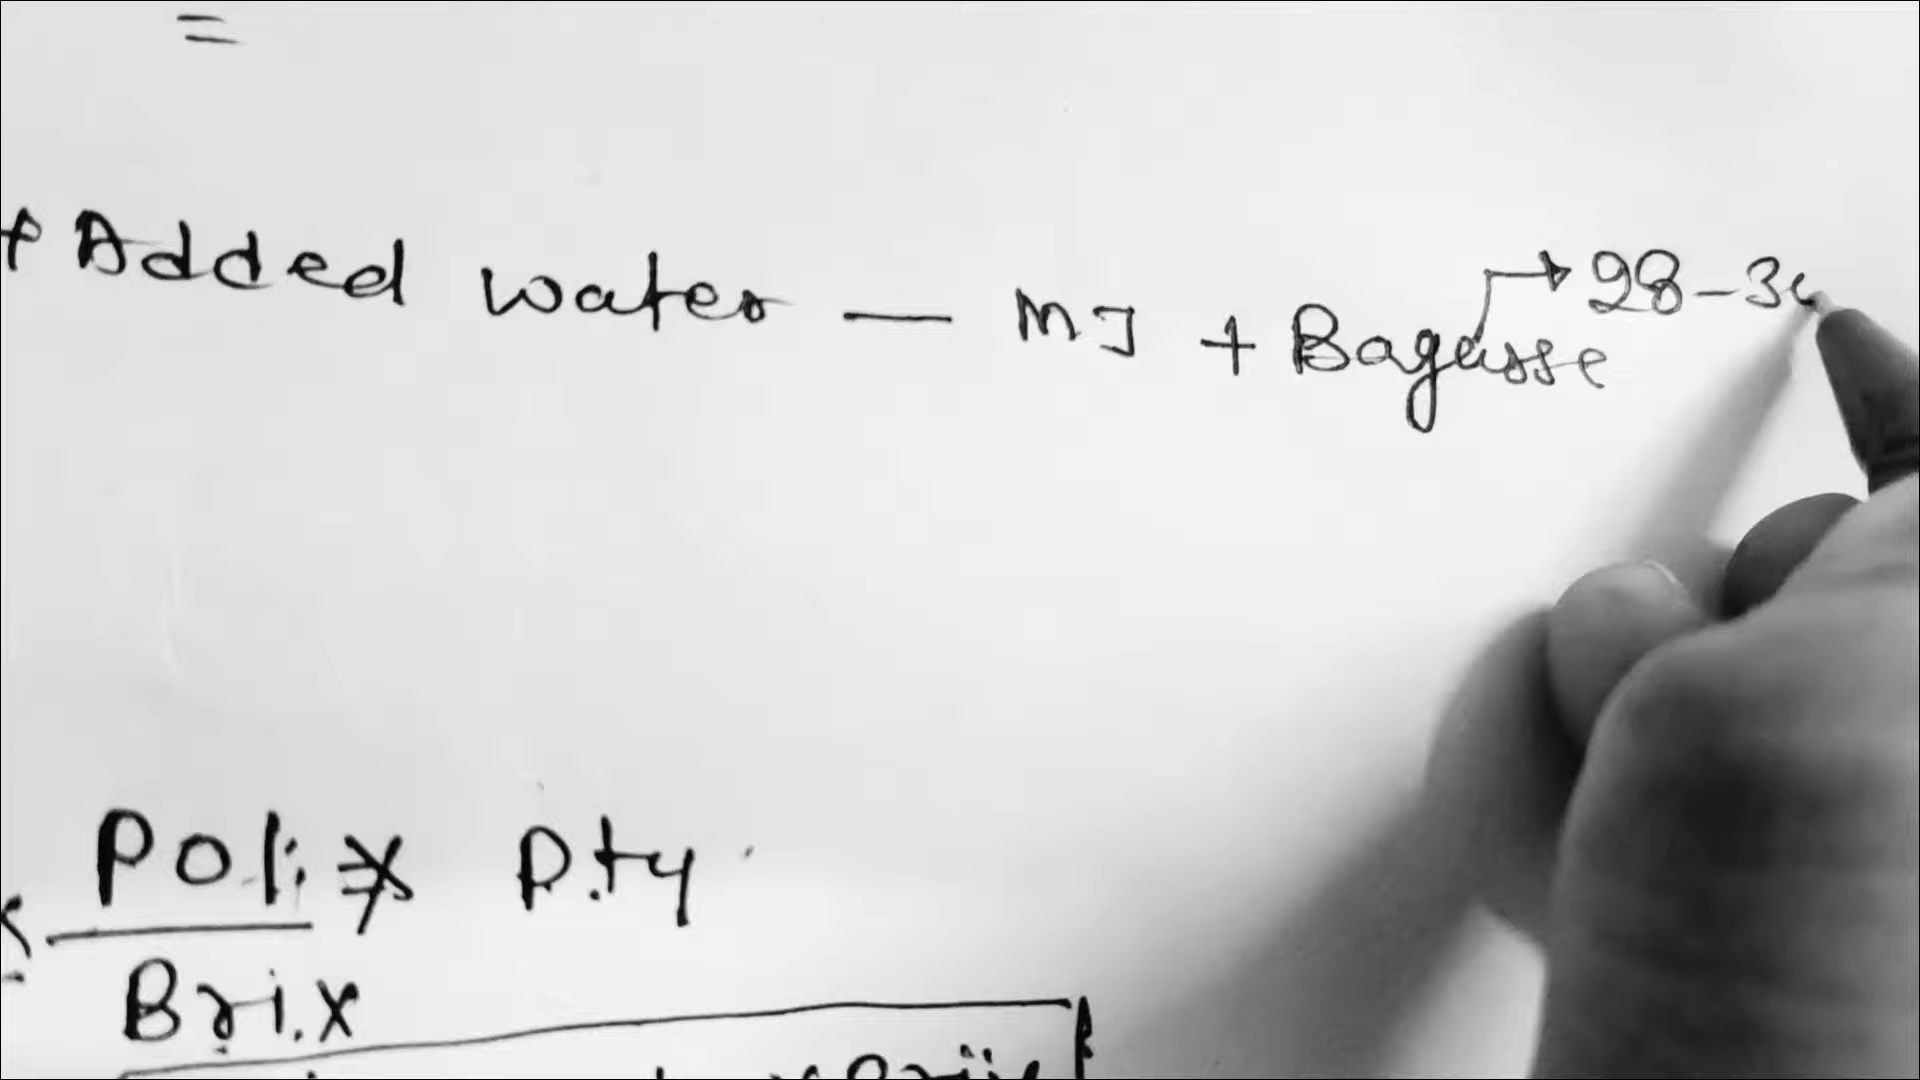 =
+ Added water — MJ + Bagasse → 28-3
Pol% Pty
Brix